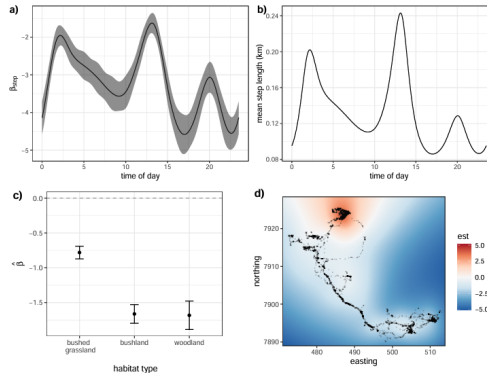 a)
−2
−3
−4
−5
β̂step
0
5
10
15
20
time of day
b)
0.24
0.20
0.16
0.12
0.08
mean step length (km)
0
5
10
15
20
time of day
c)
0.0
−0.5
−1.0
−1.5
β̂
bushed grassland
bushland
woodland
habitat type
d)
7920
7910
7900
7890
northing
480
490
500
510
easting
est
5.0
2.5
0.0
−2.5
−5.0